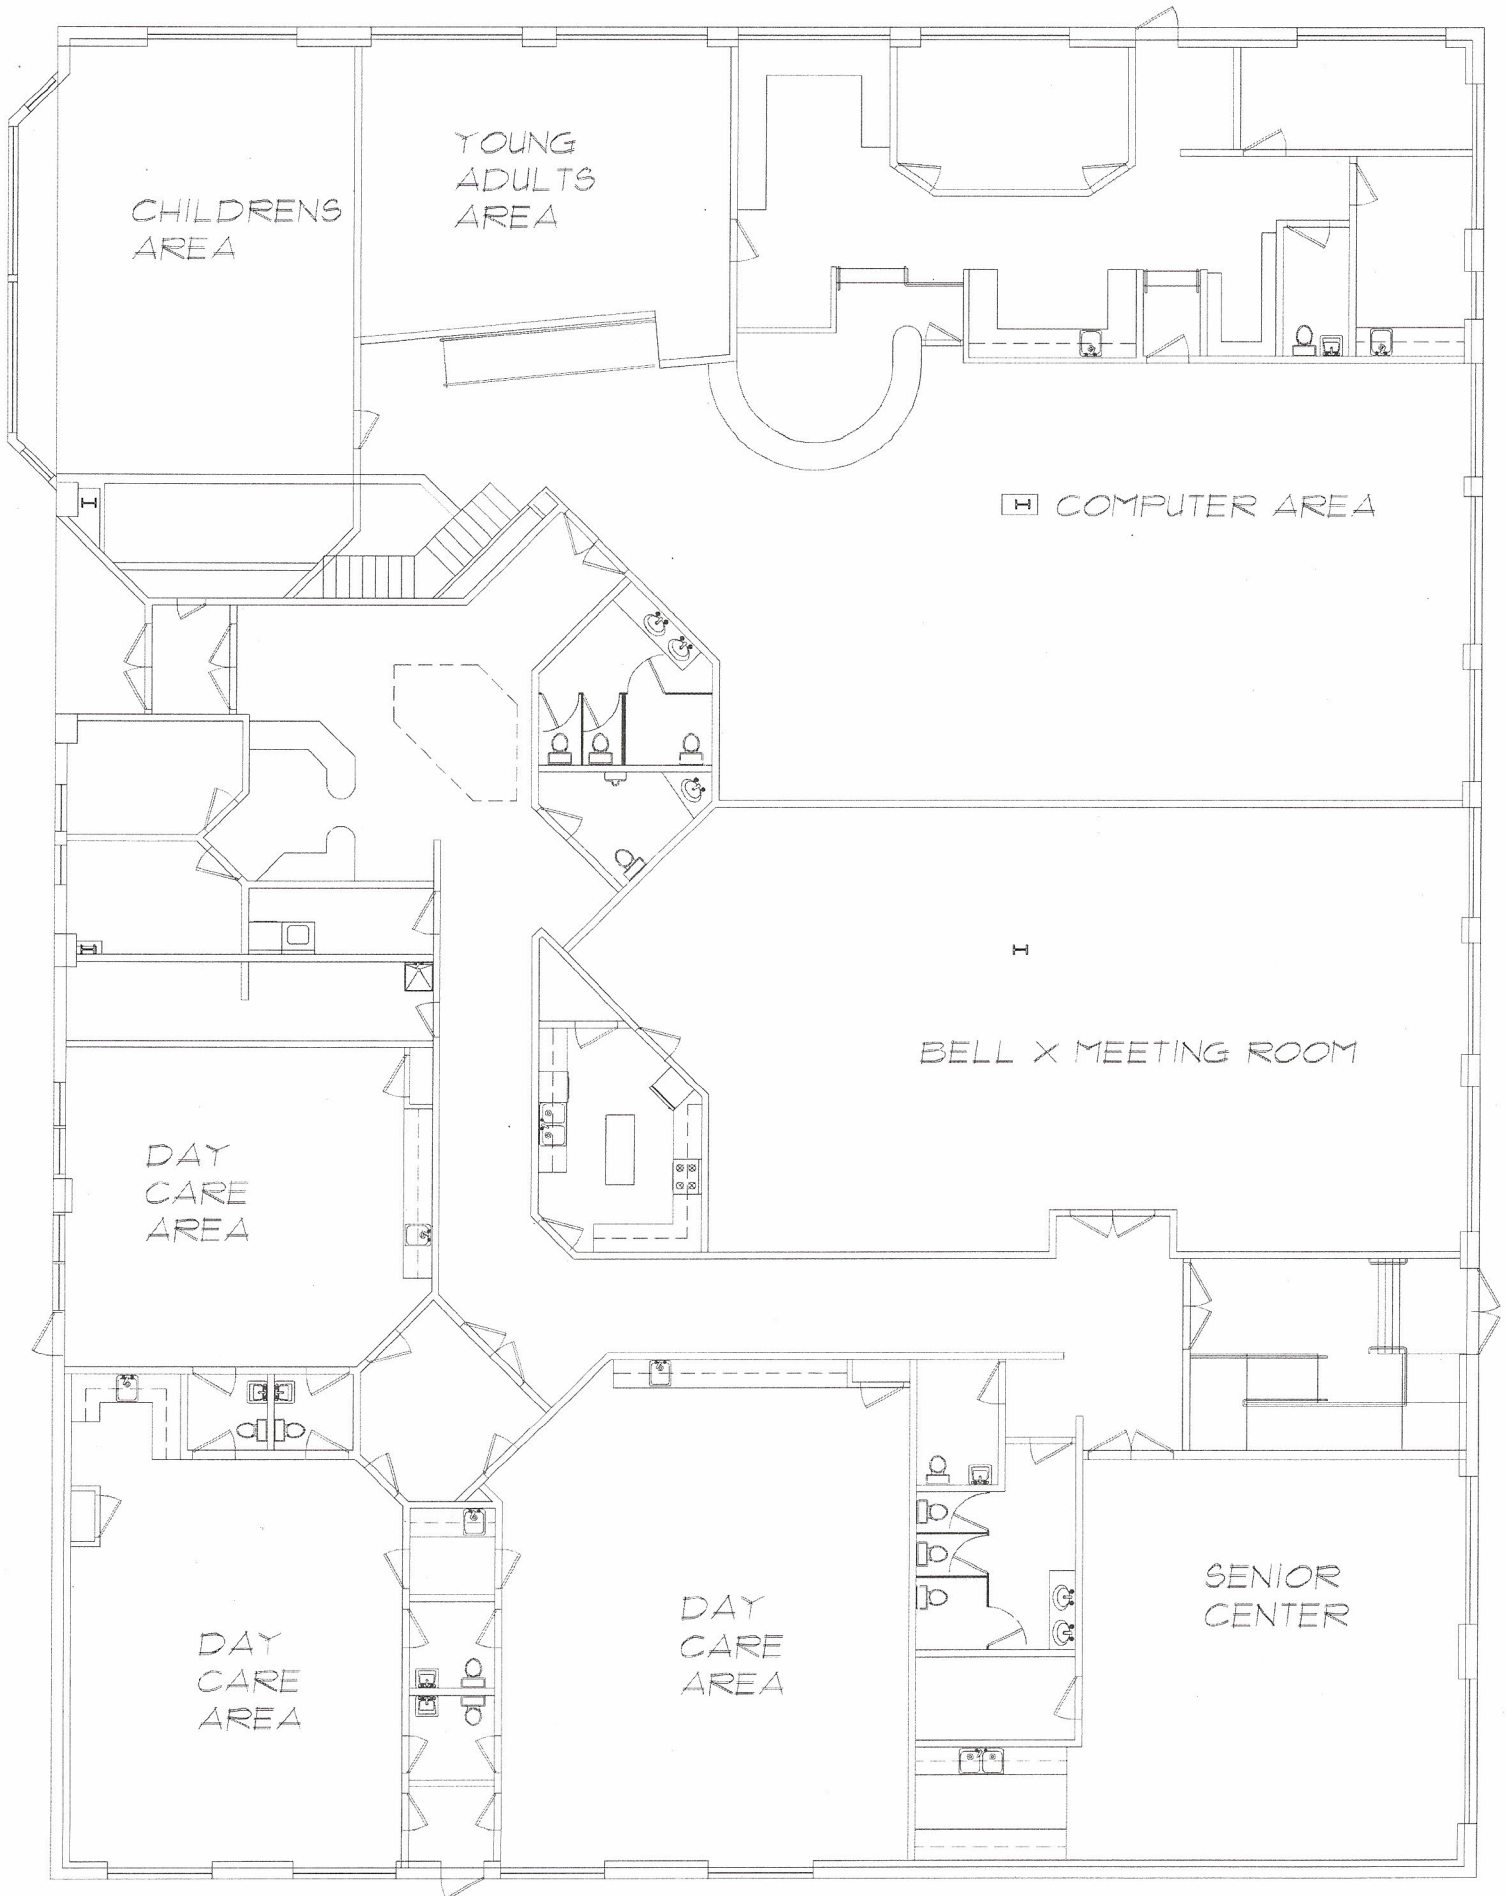 YOUNG
ADULTS
AREA
CHILDRENS
AREA
COMPUTER AREA
BELL X MEETING ROOM
DAY
CARE
AREA
SENIOR
CENTER
DAY
CARE
AREA
DAY
CARE
AREA